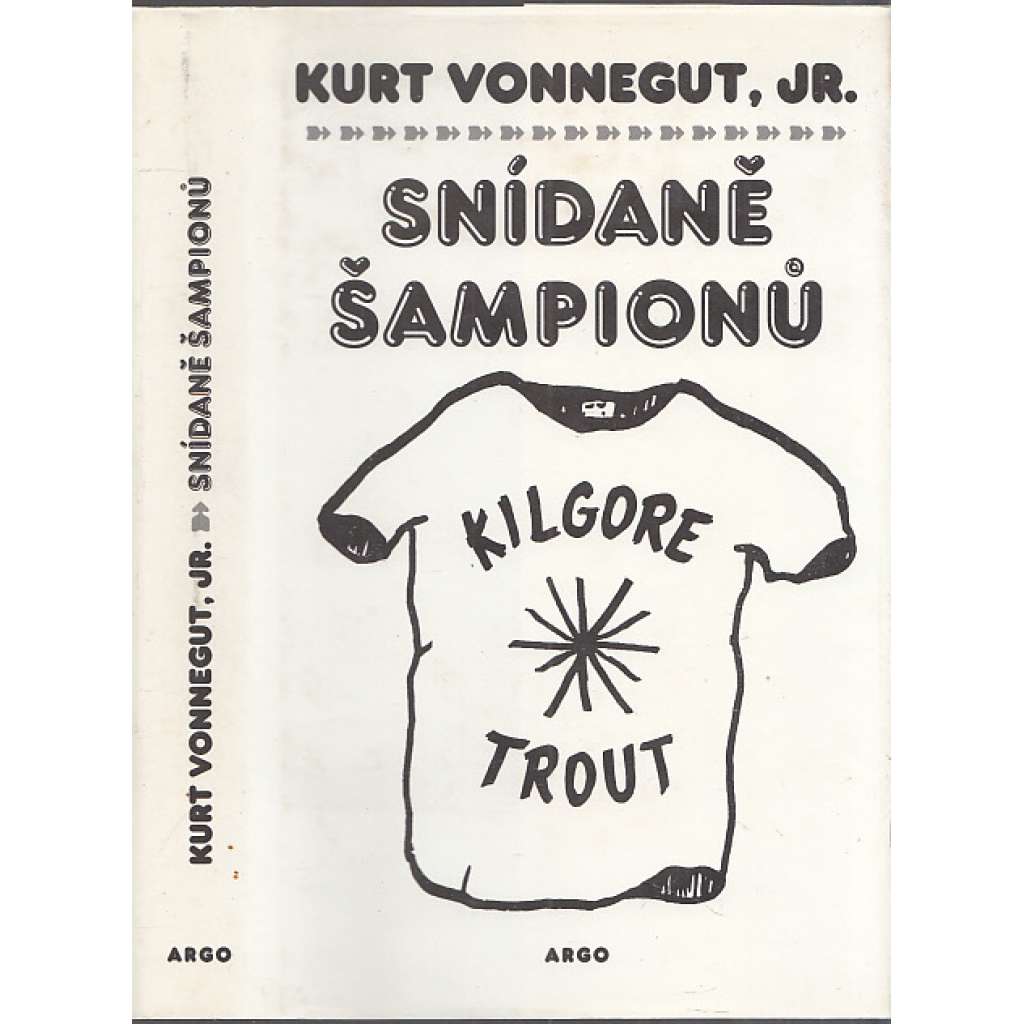 KURT VONNEGUT, JR.
SNÍDANĚ
ŠAMPIONŮ
KILGORE
TROUT
ARGO
KURT VONNEGUT, JR. SNÍDANĚ ŠAMPIONŮ
ARGO